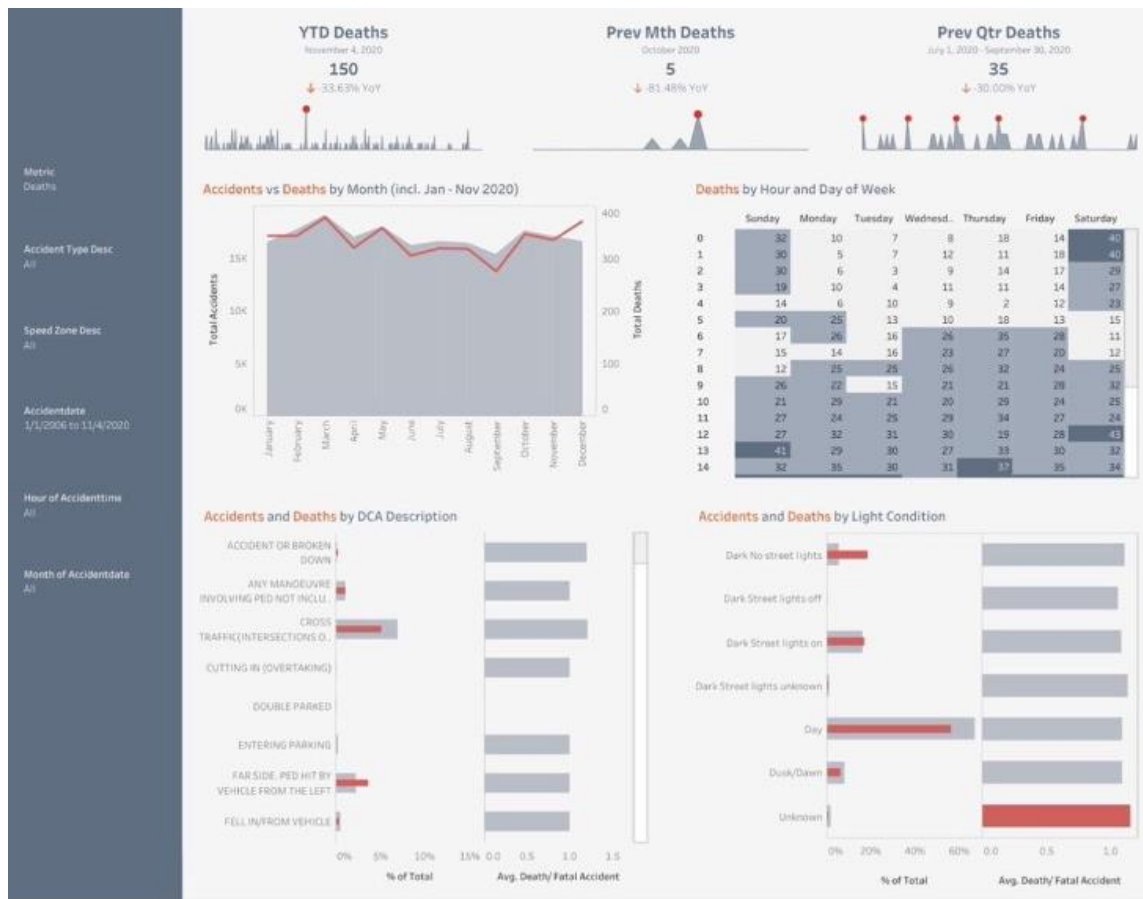 YTD Deaths
November 4, 2020
150
-33.63% YoY
Prev Mth Deaths
October 2020
5
-81.48% YoY
Prev Qtr Deaths
July 1, 2020 - September 30, 2020
35
-30.00% YoY
Metric
Deaths
Accident Type Desc
All
Speed Zone Desc
All
Accidentdate
1/1/2006 to 11/4/2020
Hour of Accidenttime
All
Month of Accidentdate
All
Accidents vs Deaths by Month (incl. Jan - Nov 2020)
Total Accidents
15K
10K
5K
0K
400
300
200
100
0
Total Deaths
January
February
March
April
May
June
July
August
September
October
November
December
Deaths by Hour and Day of Week
Sunday Monday Tuesday Wednesd.. Thursday Friday Saturday
0 32 10 7 8 18 14 40
1 30 5 7 12 11 18 40
2 30 6 3 9 14 17 29
3 19 10 4 11 11 14 27
4 14 6 10 9 2 12 23
5 20 25 13 10 18 13 15
6 17 26 16 26 35 28 11
7 15 14 16 23 27 20 12
8 12 25 25 26 32 24 25
9 26 22 15 21 21 28 32
10 21 29 21 20 29 24 25
11 27 24 25 29 34 27 24
12 27 32 31 30 19 28 43
13 41 29 30 27 33 30 32
14 32 35 30 31 37 35 34
Accidents and Deaths by DCA Description
ACCIDENT OR BROKEN
DOWN
ANY MANOEUVRE
INVOLVING PED NOT INCLU..
CROSS
TRAFFIC(INTERSECTIONS O..
CUTTING IN (OVERTAKING)
DOUBLE PARKED
ENTERING PARKING
FAR SIDE. PED HIT BY
VEHICLE FROM THE LEFT
FELL IN/FROM VEHICLE
0% 5% 10% 15% 0.0 0.5 1.0 1.5
% of Total Avg. Death/ Fatal Accident
Accidents and Deaths by Light Condition
Dark No street lights
Dark Street lights off
Dark Street lights on
Dark Street lights unknown
Day
Dusk/Dawn
Unknown
0% 20% 40% 60% 0.0 0.5 1.0
% of Total Avg. Death/ Fatal Accident